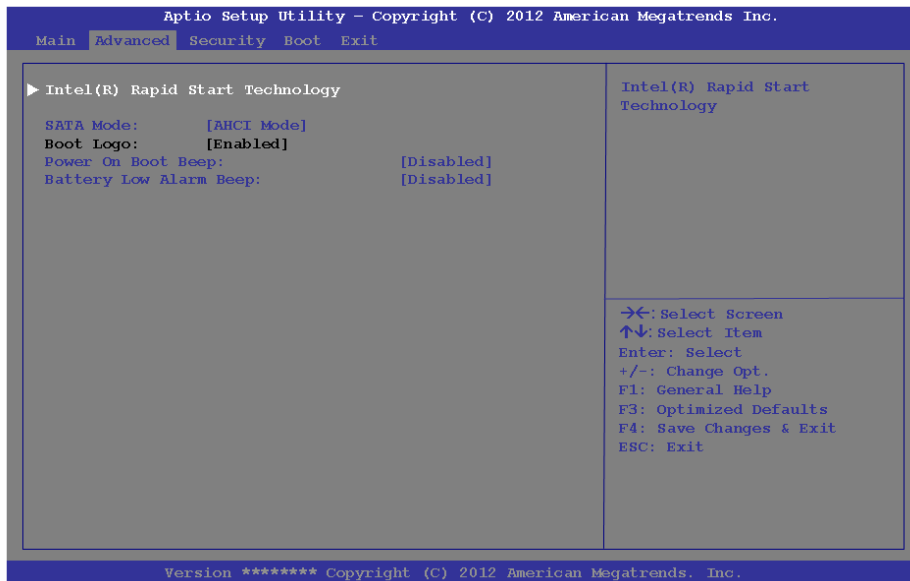 Aptio Setup Utility – Copyright (C) 2012 American Megatrends Inc.
Main Advanced Security Boot Exit
▶ Intel(R) Rapid Start Technology
SATA Mode: [AHCI Mode]
Boot Logo: [Enabled]
Power On Boot Beep: [Disabled]
Battery Low Alarm Beep: [Disabled]
Intel(R) Rapid Start
Technology
→←: Select Screen
↑↓: Select Item
Enter: Select
+/-: Change Opt.
F1: General Help
F3: Optimized Defaults
F4: Save Changes & Exit
ESC: Exit
Version ******** Copyright (C) 2012 American Megatrends. Inc.